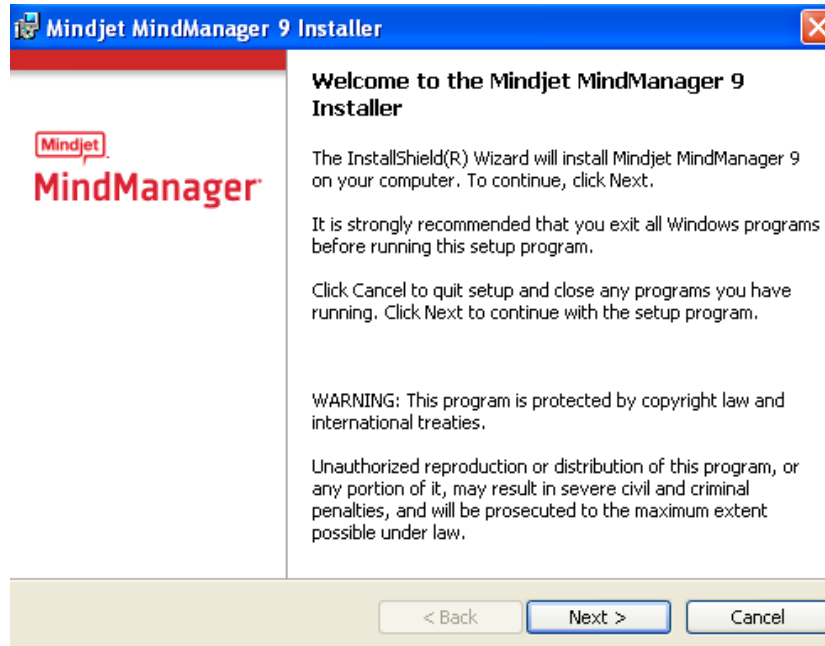 Mindjet MindManager 9 Installer
Welcome to the Mindjet MindManager 9
Installer
Mindjet
MindManager
The InstallShield(R) Wizard will install Mindjet MindManager 9
on your computer. To continue, click Next.
It is strongly recommended that you exit all Windows programs
before running this setup program.
Click Cancel to quit setup and close any programs you have
running. Click Next to continue with the setup program.
WARNING: This program is protected by copyright law and
international treaties.
Unauthorized reproduction or distribution of this program, or
any portion of it, may result in severe civil and criminal
penalties, and will be prosecuted to the maximum extent
possible under law.
< Back
Next >
Cancel